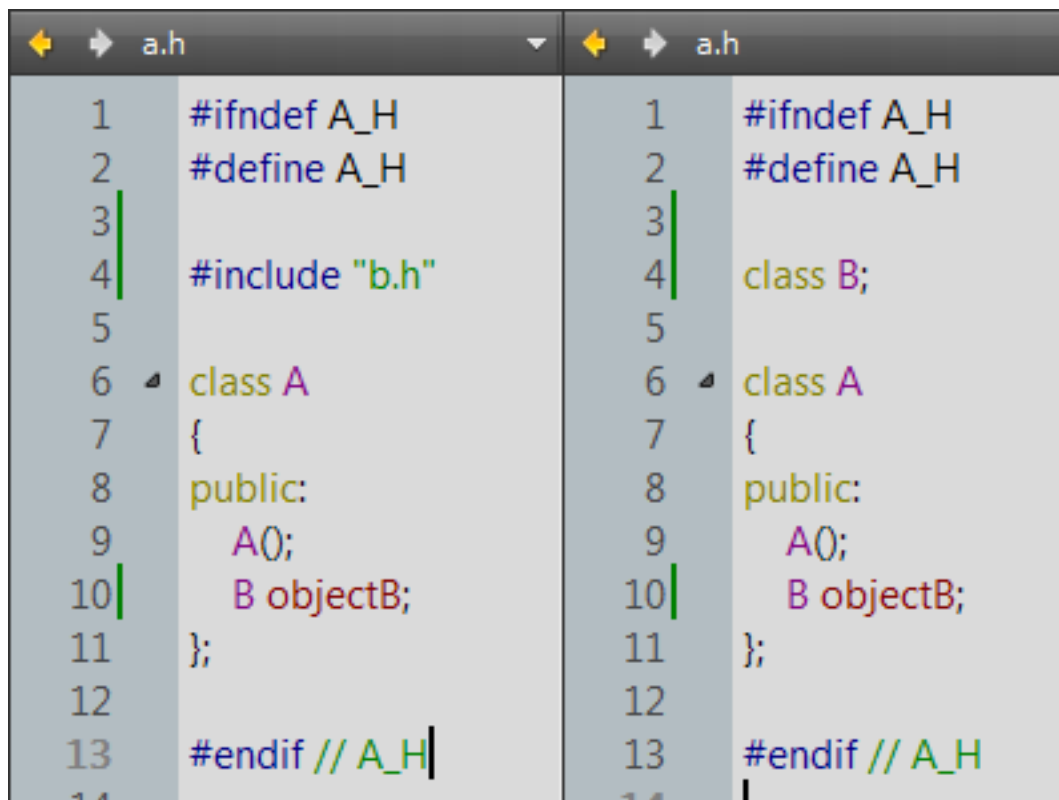 a.h
1 #ifndef A_H
2 #define A_H
3
4 #include "b.h"
5
6 class A
7 {
8 public:
9 A();
10 B objectB;
11 };
12
13 #endif // A_H
14
a.h
1 #ifndef A_H
2 #define A_H
3
4 class B;
5
6 class A
7 {
8 public:
9 A();
10 B objectB;
11 };
12
13 #endif // A_H
14